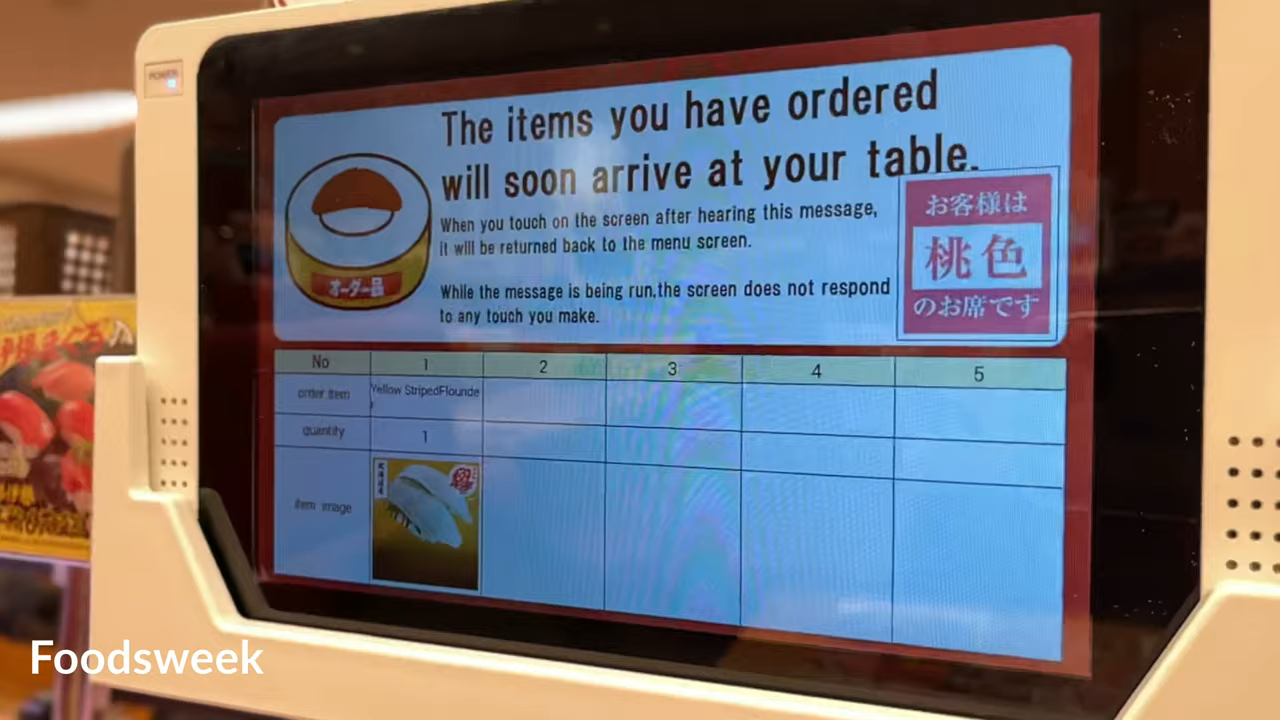 POWER
The items you have ordered
will soon arrive at your table.
When you touch on the screen after hearing this message,
it will be returned back to the menu screen.
While the message is being run,the screen does not respond
to any touch you make.
オーダー品
お客様は
桃色
のお席です
No 1 2 3 4 5
order item Yellow StripedFlounde
r
quantity 1
item image
Foodsweek